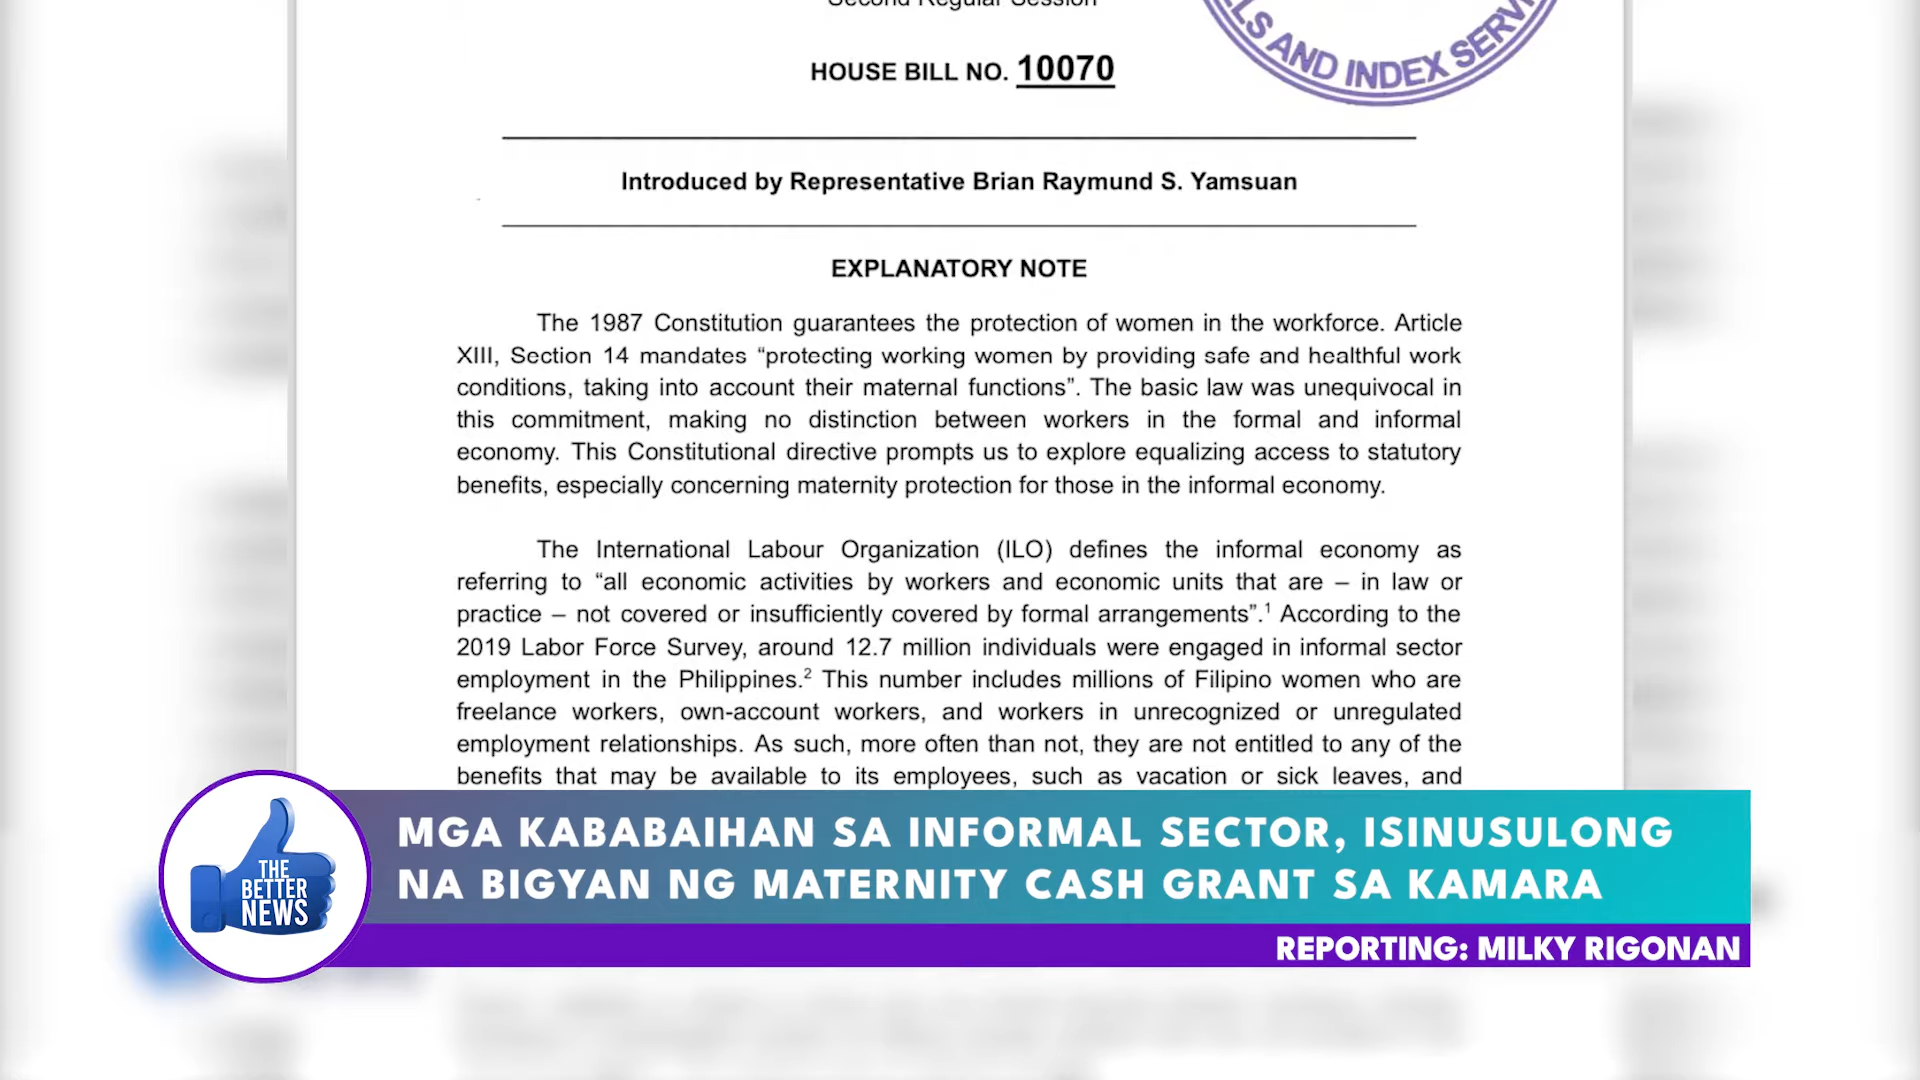 Second Regular Session
LS AND INDEX SERV
HOUSE BILL NO. 10070
Introduced by Representative Brian Raymund S. Yamsuan
EXPLANATORY NOTE
The 1987 Constitution guarantees the protection of women in the workforce. Article
XIII, Section 14 mandates “protecting working women by providing safe and healthful work
conditions, taking into account their maternal functions”. The basic law was unequivocal in
this commitment, making no distinction between workers in the formal and informal
economy. This Constitutional directive prompts us to explore equalizing access to statutory
benefits, especially concerning maternity protection for those in the informal economy.
The International Labour Organization (ILO) defines the informal economy as
referring to “all economic activities by workers and economic units that are – in law or
practice – not covered or insufficiently covered by formal arrangements”.1 According to the
2019 Labor Force Survey, around 12.7 million individuals were engaged in informal sector
employment in the Philippines.2 This number includes millions of Filipino women who are
freelance workers, own-account workers, and workers in unrecognized or unregulated
employment relationships. As such, more often than not, they are not entitled to any of the
benefits that may be available to its employees, such as vacation or sick leaves, and
THE
BETTER
NEWS
MGA KABABAIHAN SA INFORMAL SECTOR, ISINUSULONG
NA BIGYAN NG MATERNITY CASH GRANT SA KAMARA
REPORTING: MILKY RIGONAN